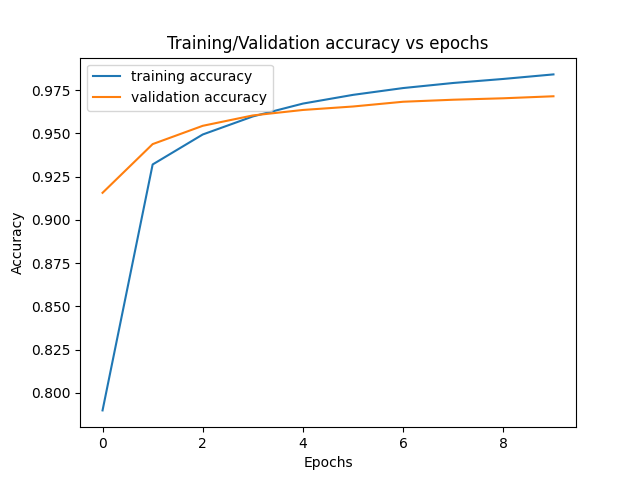 Training/Validation accuracy vs epochs
training accuracy
validation accuracy
0.975
0.950
0.925
0.900
0.875
0.850
0.825
0.800
Accuracy
0 2 4 6 8
Epochs